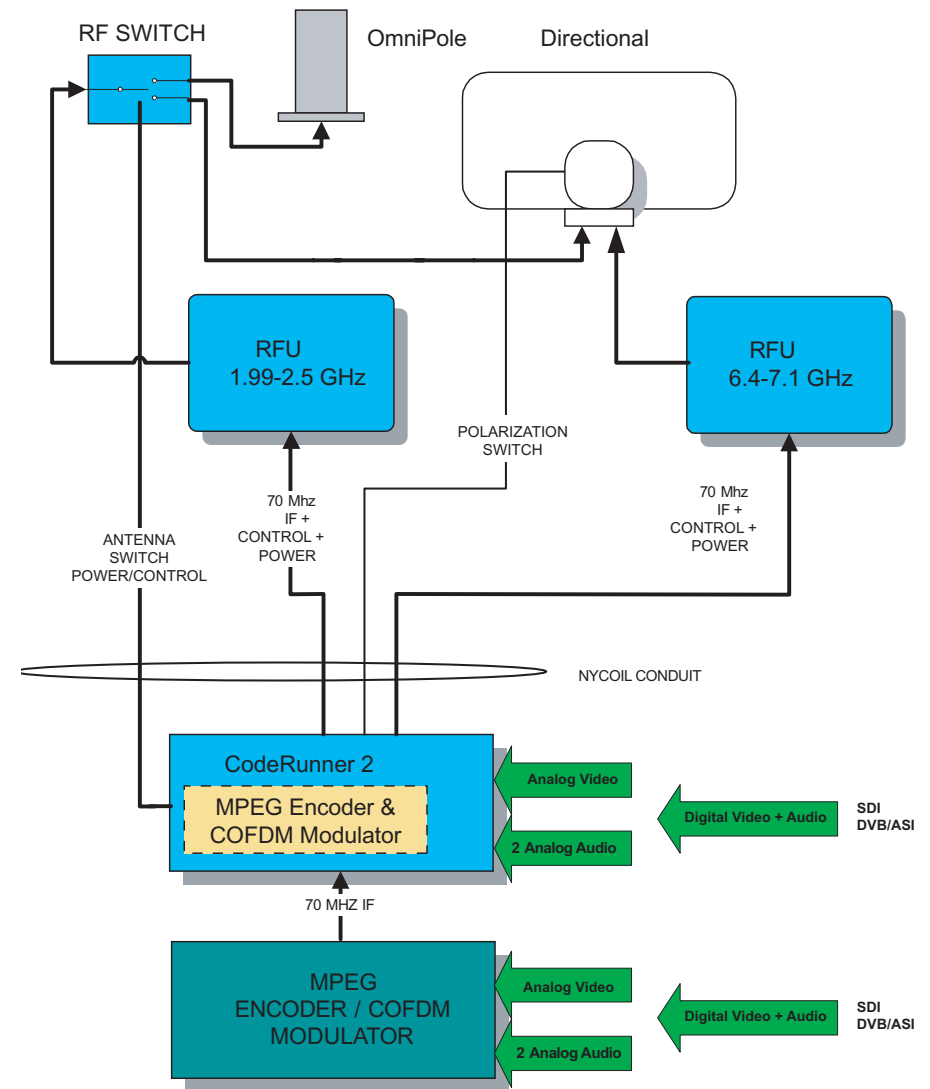 RF SWITCH
OmniPole
Directional
RFU
1.99-2.5 GHz
RFU
6.4-7.1 GHz
POLARIZATION
SWITCH
70 Mhz
IF +
CONTROL +
POWER
70 Mhz
IF +
CONTROL +
POWER
ANTENNA
SWITCH
POWER/CONTROL
NYCOIL CONDUIT
CodeRunner 2
MPEG Encoder &
COFDM Modulator
Analog Video
2 Analog Audio
Digital Video + Audio
SDI
DVB/ASI
70 MHZ IF
MPEG
ENCODER / COFDM
MODULATOR
Analog Video
2 Analog Audio
Digital Video + Audio
SDI
DVB/ASI